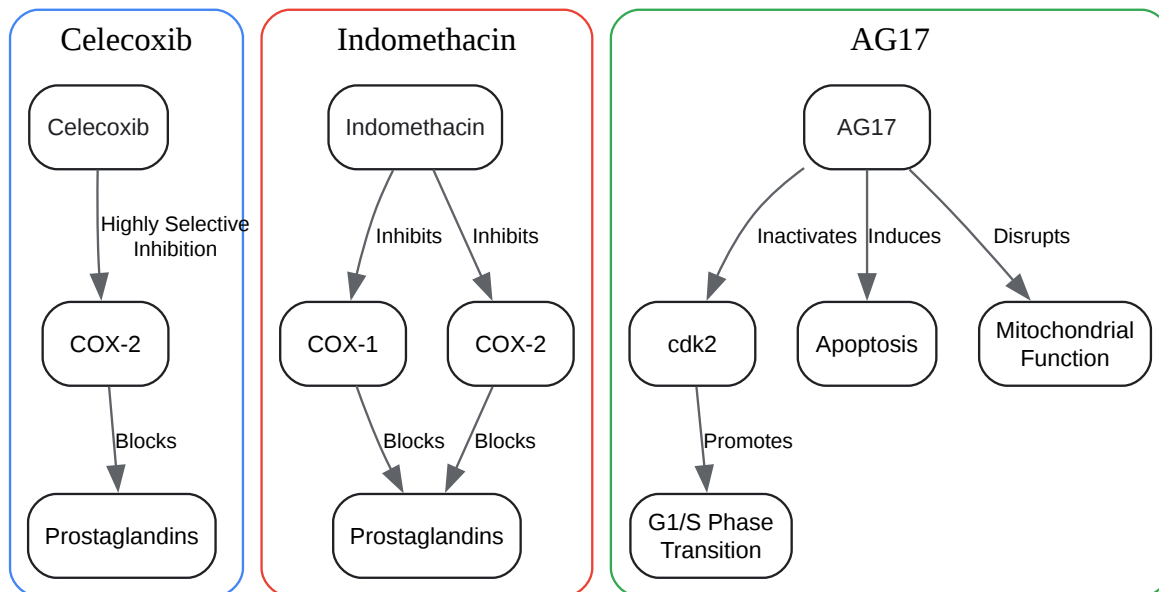 Celecoxib
Celecoxib
Highly Selective
Inhibition
COX-2
Blocks
Prostaglandins
Indomethacin
Indomethacin
Inhibits
Inhibits
COX-1
COX-2
Blocks
Blocks
Prostaglandins
AG17
AG17
Inactivates
Induces
Disrupts
cdk2
Apoptosis
Mitochondrial
Function
Promotes
G1/S Phase
Transition